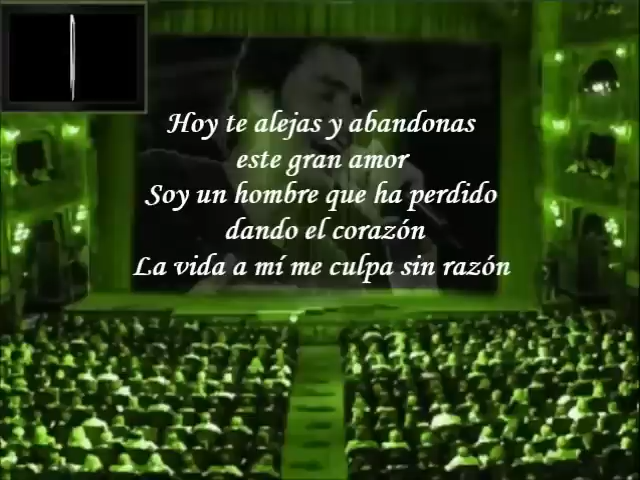 Hoy te alejas y abandonas
este gran amor
Soy un hombre que ha perdido
dando el corazón
La vida a mí me culpa sin razón